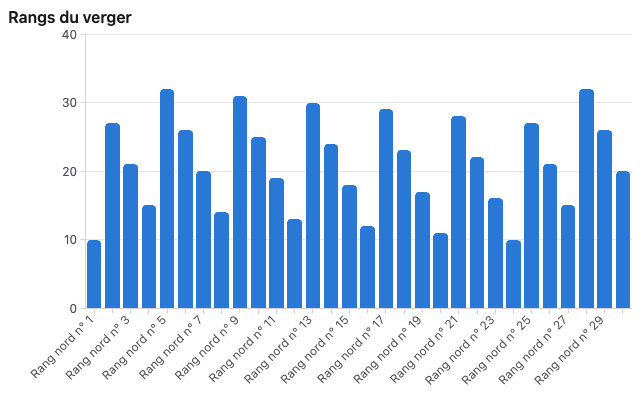 Rangs du verger
40
30
20
10
0
Rang nord n° 1
Rang nord n° 3
Rang nord n° 5
Rang nord n° 7
Rang nord n° 9
Rang nord n° 11
Rang nord n° 13
Rang nord n° 15
Rang nord n° 17
Rang nord n° 19
Rang nord n° 21
Rang nord n° 23
Rang nord n° 25
Rang nord n° 27
Rang nord n° 29